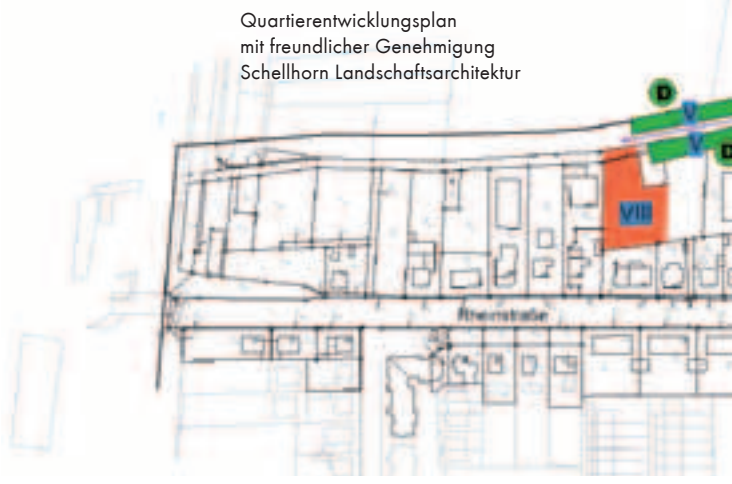 Quartierentwicklungsplan
mit freundlicher Genehmigung
Schellhorn Landschaftsarchitektur
D
V
V
D
VIII
Rheinstraße